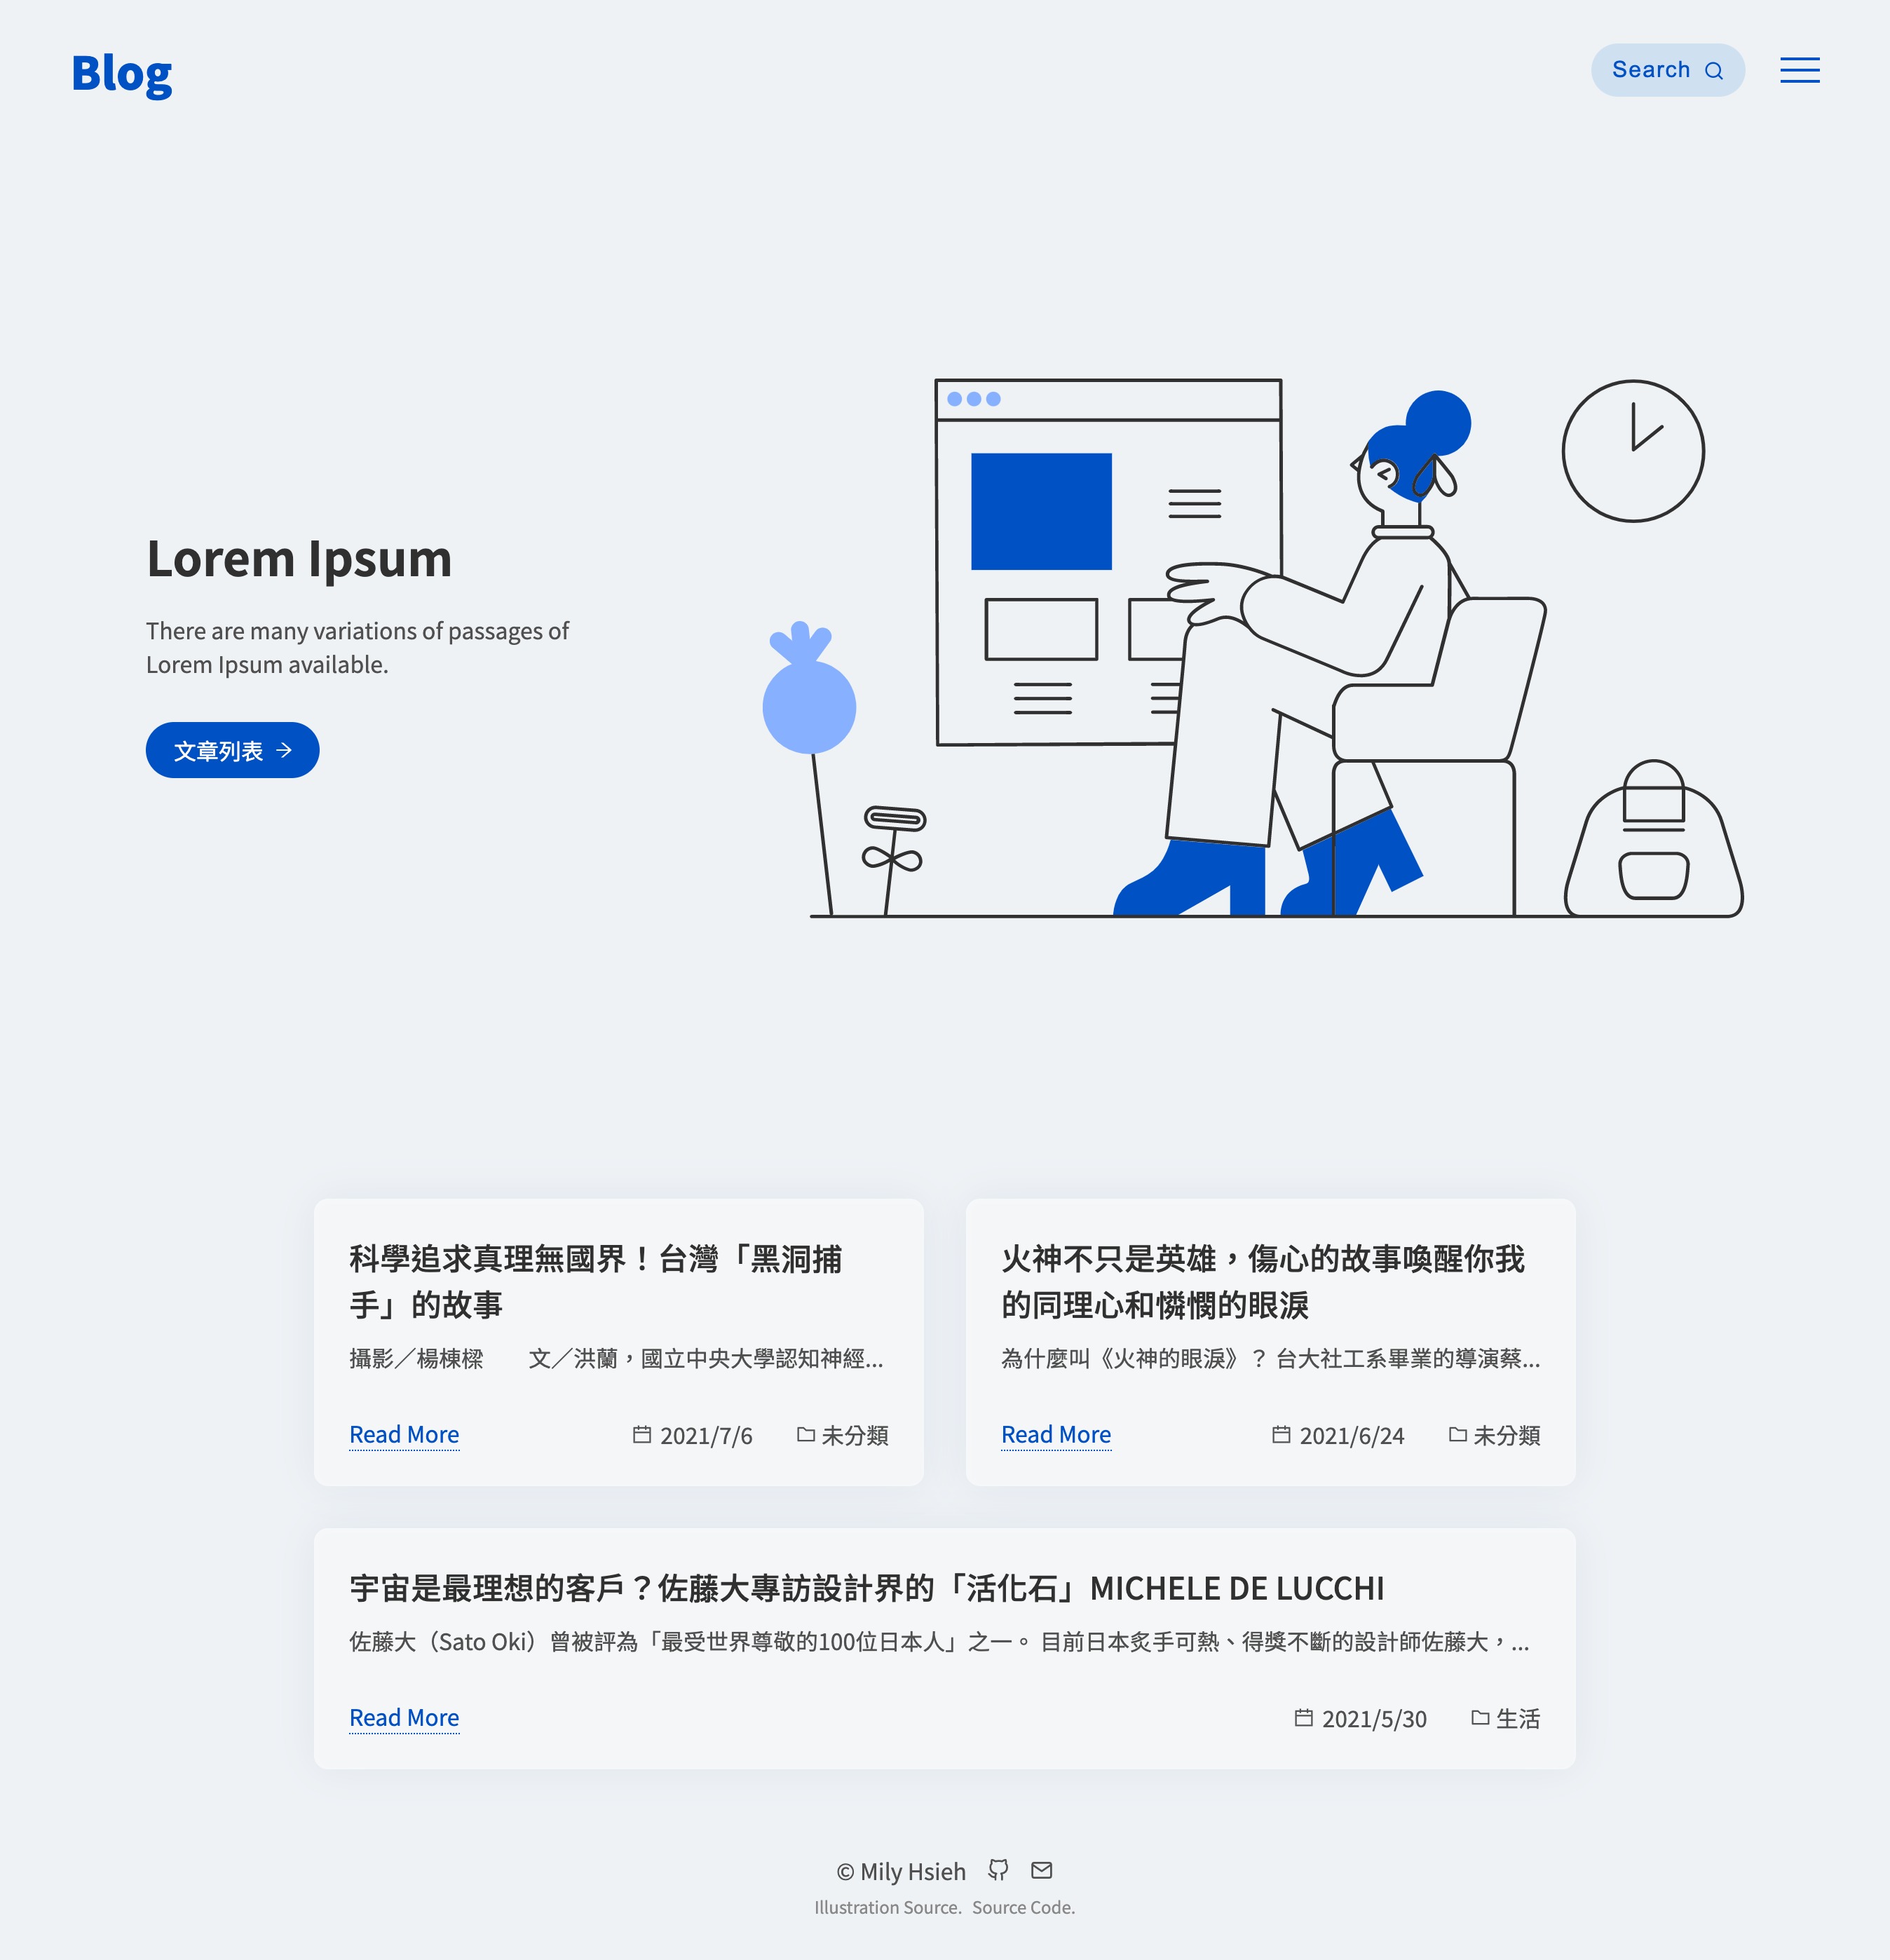 Blog
Search
Lorem Ipsum
There are many variations of passages of
Lorem Ipsum available.
文章列表
科學追求真理無國界！台灣「黑洞捕
手」的故事
攝影／楊棟樑　　文／洪蘭，國立中央大學認知神經...
Read More
2021/7/6
未分類
火神不只是英雄，傷心的故事喚醒你我
的同理心和憐憫的眼淚
為什麼叫《火神的眼淚》？ 台大社工系畢業的導演蔡...
Read More
2021/6/24
未分類
宇宙是最理想的客戶？佐藤大專訪設計界的「活化石」MICHELE DE LUCCHI
佐藤大（Sato Oki）曾被評為「最受世界尊敬的100位日本人」之一。 目前日本炙手可熱、得獎不斷的設計師佐藤大，...
Read More
2021/5/30
生活
© Mily Hsieh
Illustration Source. Source Code.